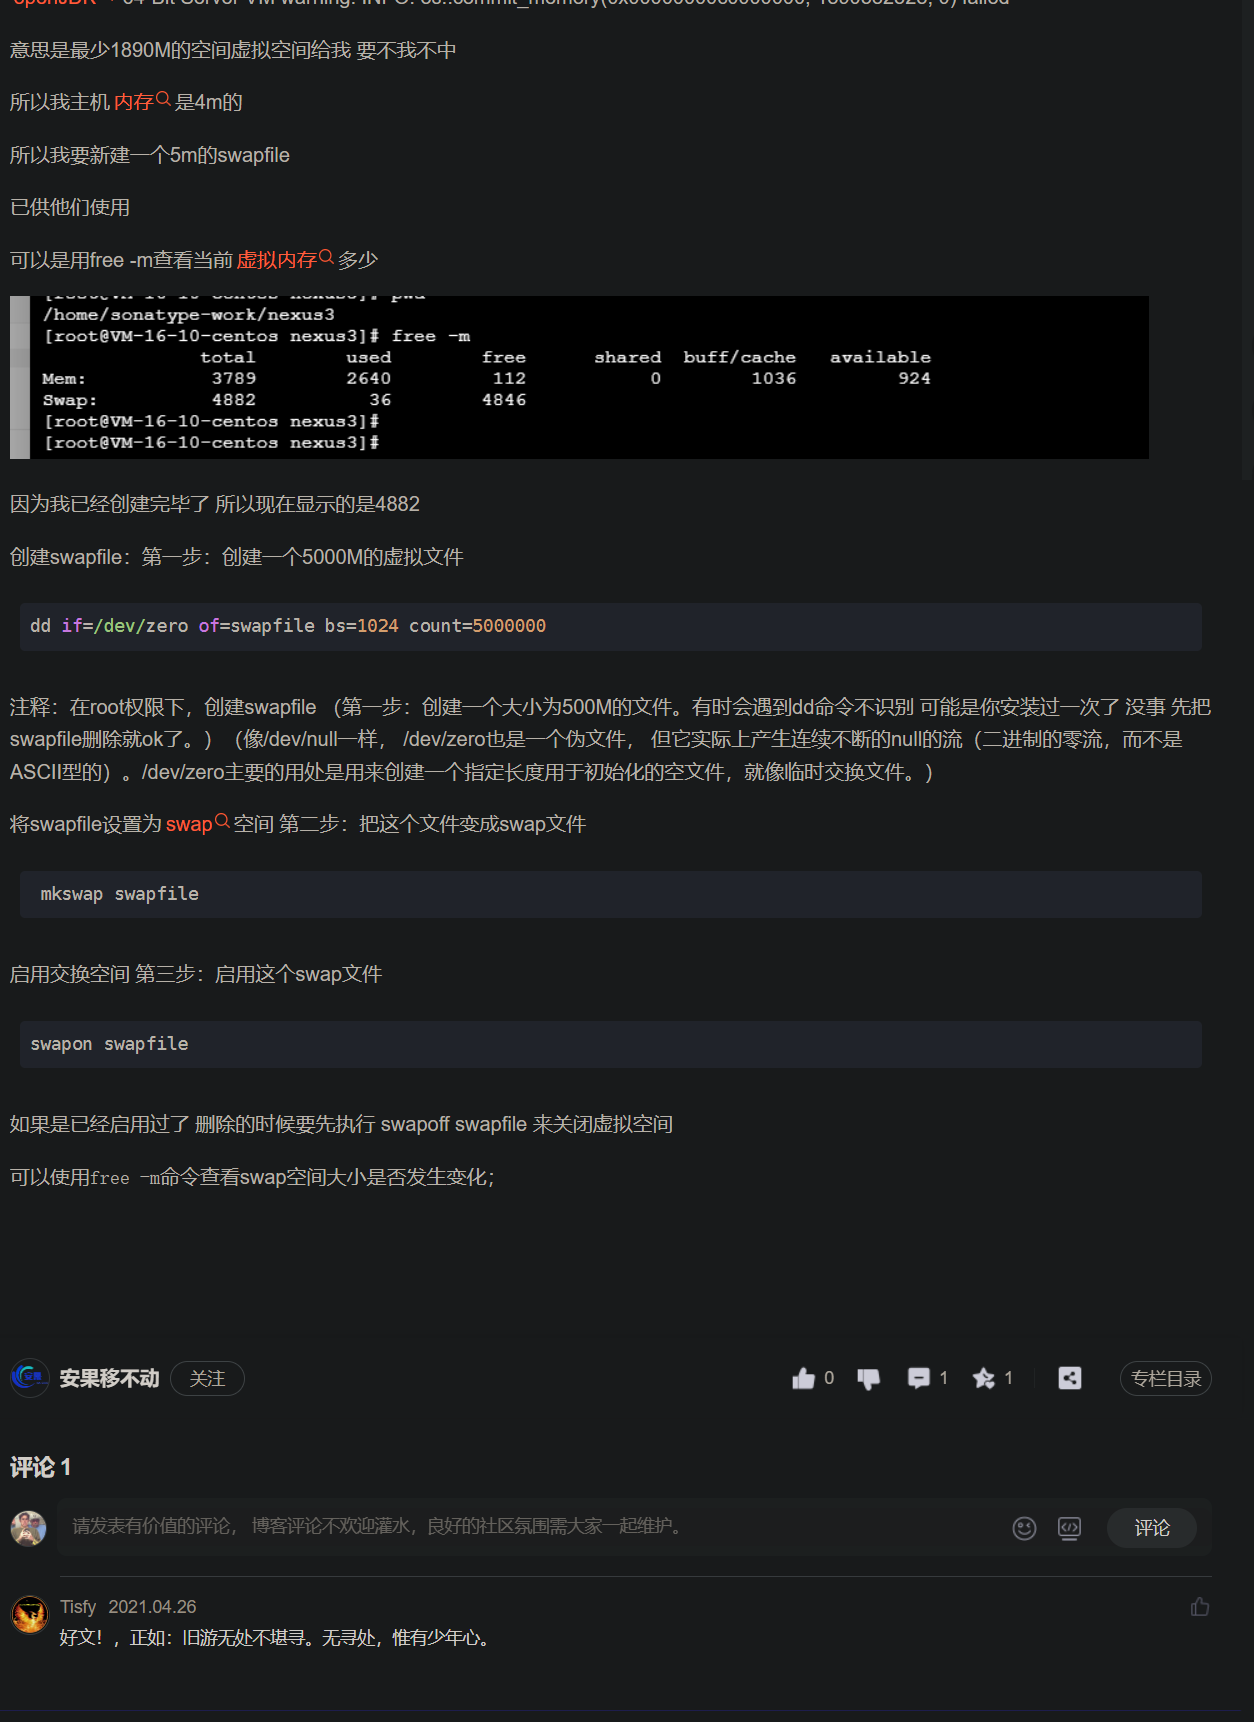 意思是最少1890M的空间虚拟空间给我 要不我不中
所以我主机 内存 是4m的
所以我要新建一个5m的swapfile
已供他们使用
可以是用free -m查看当前 虚拟内存 多少
/home/sonatype-work/nexus3
[root@VM-16-10-centos nexus3]# free -m
total used free shared buff/cache available
Mem: 3789 2640 112 0 1036 924
Swap: 4882 36 4846
[root@VM-16-10-centos nexus3]#
[root@VM-16-10-centos nexus3]#
因为我已经创建完毕了 所以现在显示的是4882
创建swapfile：第一步：创建一个5000M的虚拟文件
dd if=/dev/zero of=swapfile bs=1024 count=5000000
注释：在root权限下，创建swapfile （第一步：创建一个大小为500M的文件。有时会遇到dd命令不识别 可能是你安装过一次了 没事 先把
swapfile删除就ok了。）（像/dev/null一样， /dev/zero也是一个伪文件， 但它实际上产生连续不断的null的流（二进制的零流，而不是
ASCII型的）。/dev/zero主要的用处是用来创建一个指定长度用于初始化的空文件，就像临时交换文件。)
将swapfile设置为 swap 空间 第二步：把这个文件变成swap文件
mkswap swapfile
启用交换空间 第三步：启用这个swap文件
swapon swapfile
如果是已经启用过了 删除的时候要先执行 swapoff swapfile 来关闭虚拟空间
可以使用free -m命令查看swap空间大小是否发生变化；
安果移不动 关注 0 1 1 专栏目录
评论 1
请发表有价值的评论， 博客评论不欢迎灌水，良好的社区氛围需大家一起维护。 评论
Tisfy 2021.04.26
好文！，正如：旧游无处不堪寻。无寻处，惟有少年心。